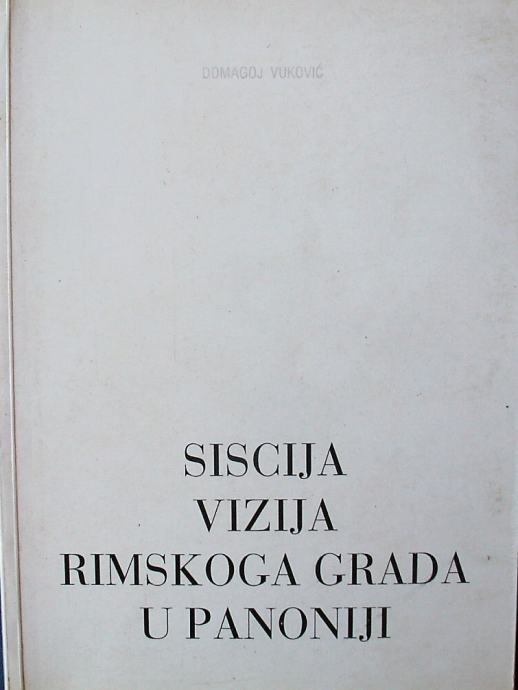 DOMAGOJ VUKOVIĆ
SISCIJA
VIZIJA
RIMSKOGA GRADA
U PANONIJI